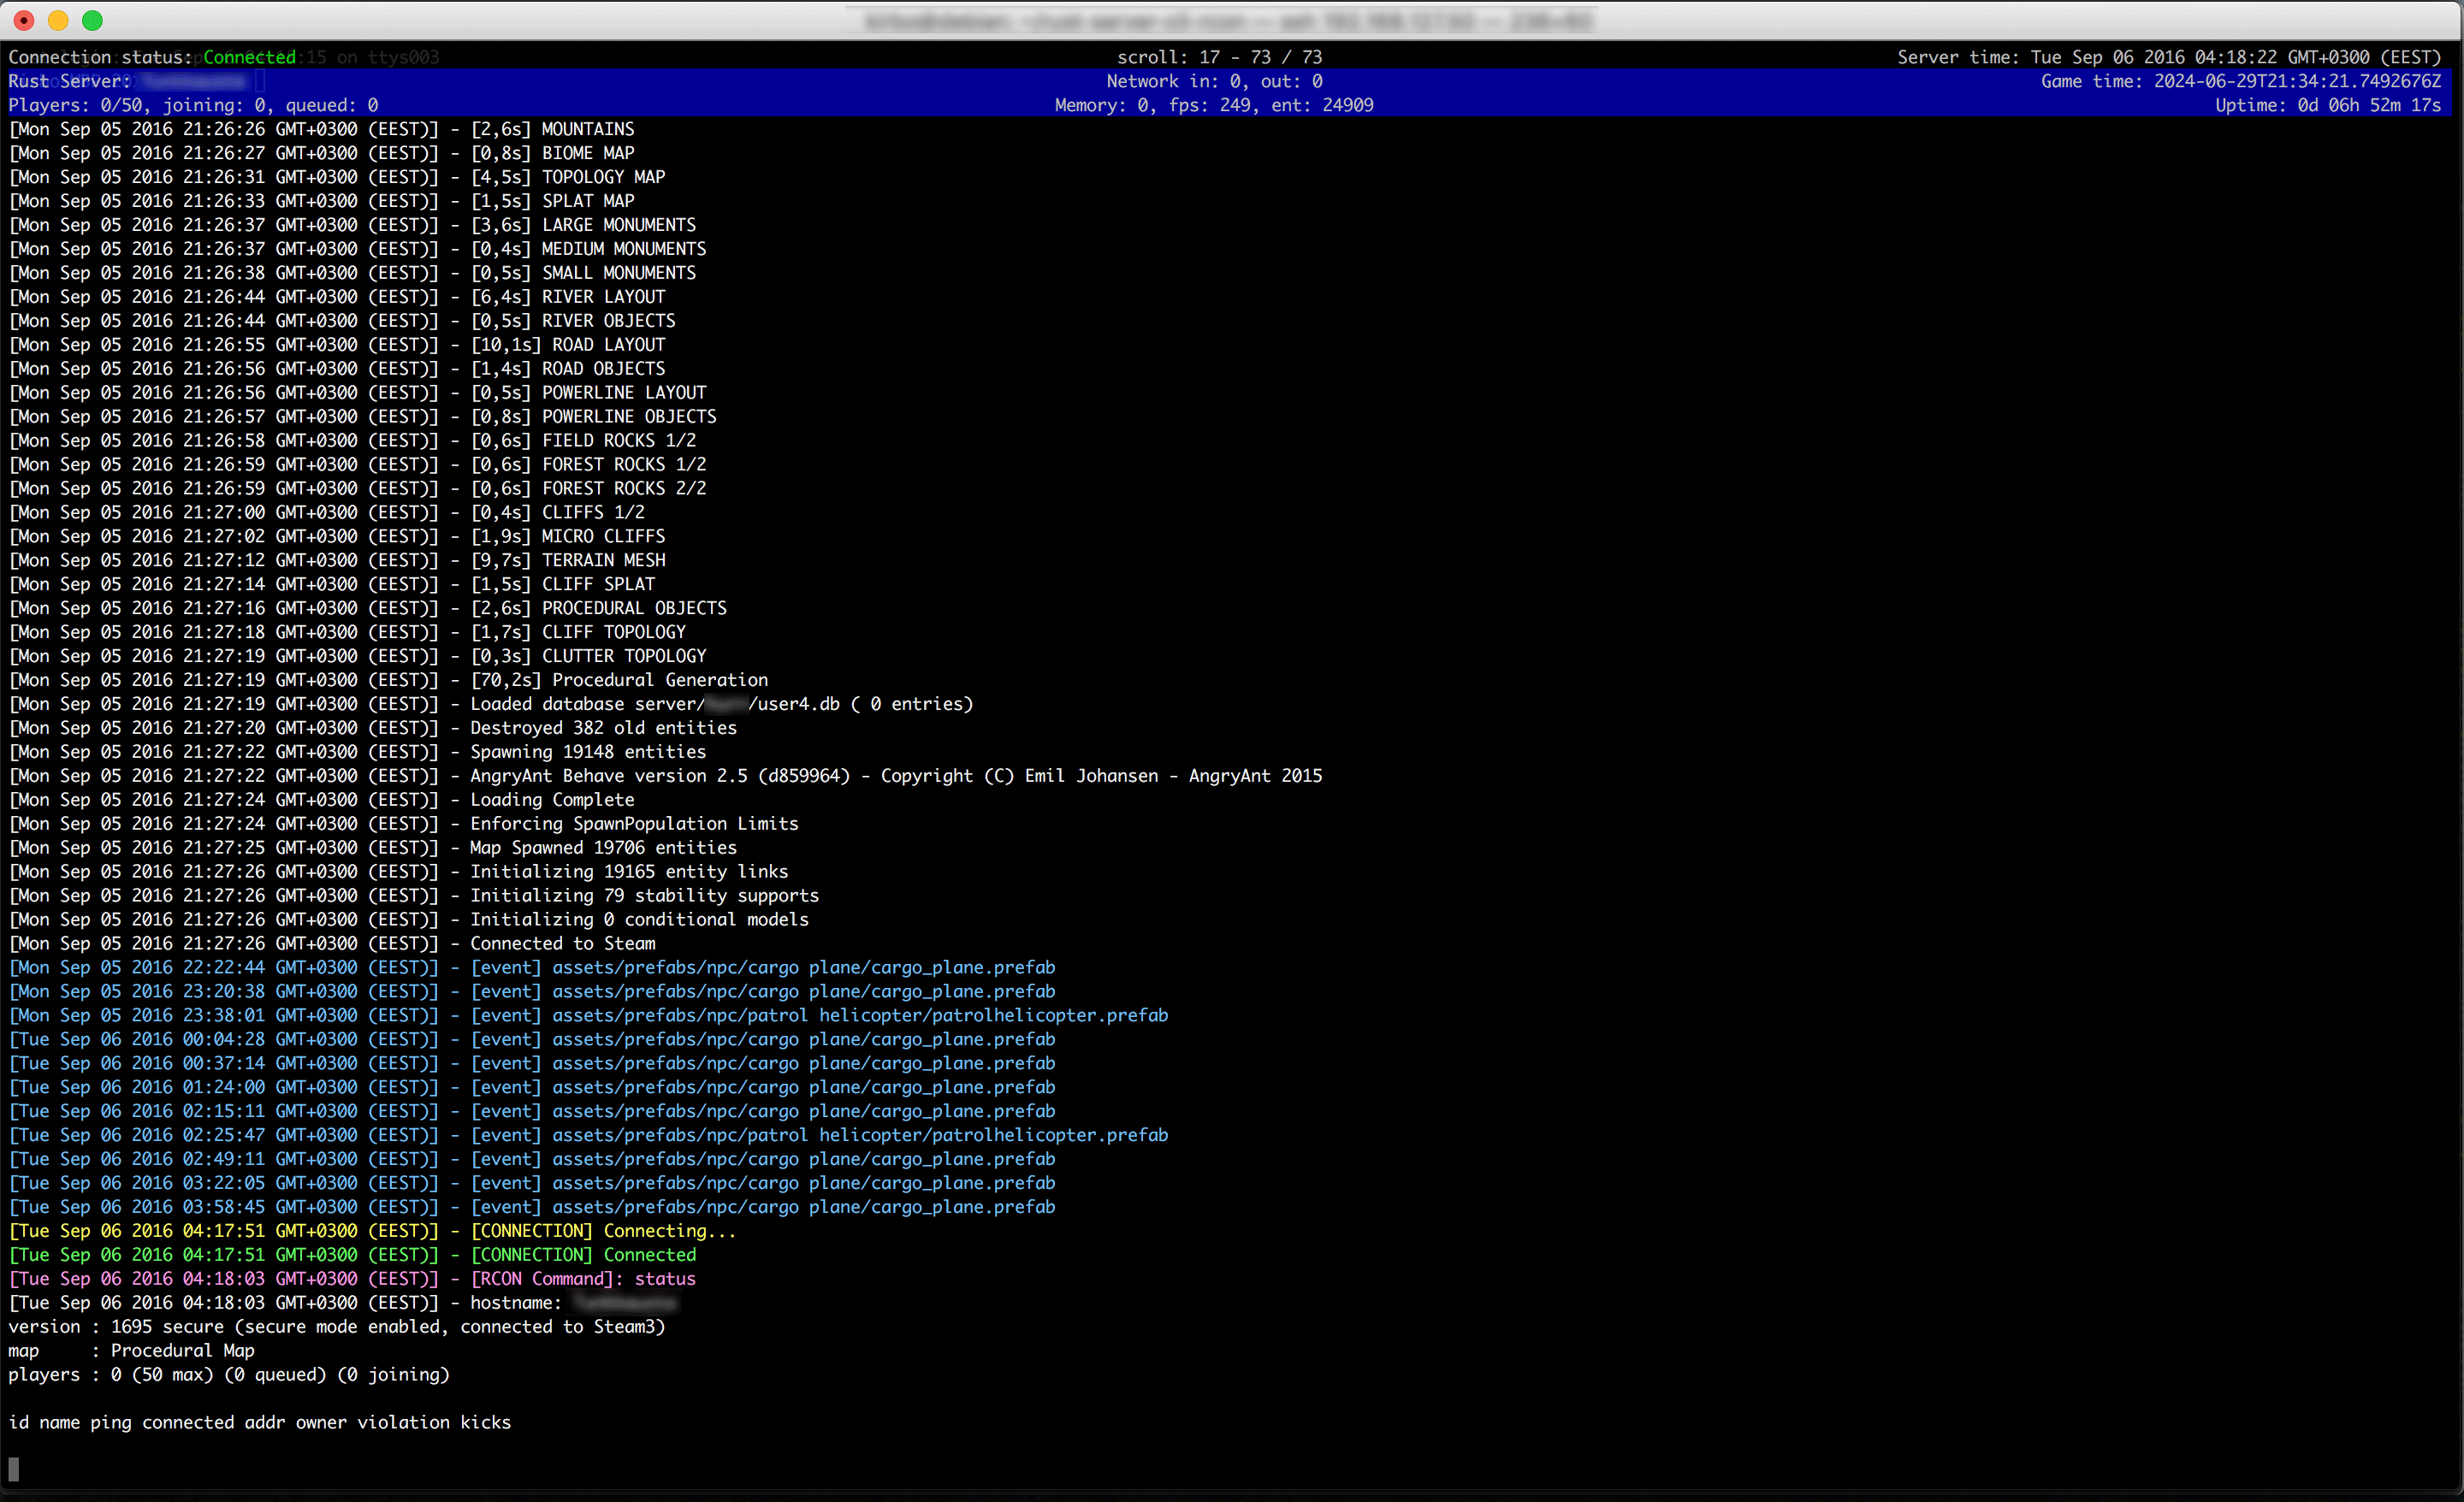 Connection status: Connected
scroll: 17 - 73 / 73
Server time: Tue Sep 06 2016 04:18:22 GMT+0300 (EEST)
Rust Server:
Network in: 0, out: 0
Game time: 2024-06-29T21:34:21.7492676Z
Players: 0/50, joining: 0, queued: 0
Memory: 0, fps: 249, ent: 24909
Uptime: 0d 06h 52m 17s
[Mon Sep 05 2016 21:26:26 GMT+0300 (EEST)] - [2,6s] MOUNTAINS
[Mon Sep 05 2016 21:26:27 GMT+0300 (EEST)] - [0,8s] BIOME MAP
[Mon Sep 05 2016 21:26:31 GMT+0300 (EEST)] - [4,5s] TOPOLOGY MAP
[Mon Sep 05 2016 21:26:33 GMT+0300 (EEST)] - [1,5s] SPLAT MAP
[Mon Sep 05 2016 21:26:37 GMT+0300 (EEST)] - [3,6s] LARGE MONUMENTS
[Mon Sep 05 2016 21:26:37 GMT+0300 (EEST)] - [0,4s] MEDIUM MONUMENTS
[Mon Sep 05 2016 21:26:38 GMT+0300 (EEST)] - [0,5s] SMALL MONUMENTS
[Mon Sep 05 2016 21:26:44 GMT+0300 (EEST)] - [6,4s] RIVER LAYOUT
[Mon Sep 05 2016 21:26:44 GMT+0300 (EEST)] - [0,5s] RIVER OBJECTS
[Mon Sep 05 2016 21:26:55 GMT+0300 (EEST)] - [10,1s] ROAD LAYOUT
[Mon Sep 05 2016 21:26:56 GMT+0300 (EEST)] - [1,4s] ROAD OBJECTS
[Mon Sep 05 2016 21:26:56 GMT+0300 (EEST)] - [0,5s] POWERLINE LAYOUT
[Mon Sep 05 2016 21:26:57 GMT+0300 (EEST)] - [0,8s] POWERLINE OBJECTS
[Mon Sep 05 2016 21:26:58 GMT+0300 (EEST)] - [0,6s] FIELD ROCKS 1/2
[Mon Sep 05 2016 21:26:59 GMT+0300 (EEST)] - [0,6s] FOREST ROCKS 1/2
[Mon Sep 05 2016 21:26:59 GMT+0300 (EEST)] - [0,6s] FOREST ROCKS 2/2
[Mon Sep 05 2016 21:27:00 GMT+0300 (EEST)] - [0,4s] CLIFFS 1/2
[Mon Sep 05 2016 21:27:02 GMT+0300 (EEST)] - [1,9s] MICRO CLIFFS
[Mon Sep 05 2016 21:27:12 GMT+0300 (EEST)] - [9,7s] TERRAIN MESH
[Mon Sep 05 2016 21:27:14 GMT+0300 (EEST)] - [1,5s] CLIFF SPLAT
[Mon Sep 05 2016 21:27:16 GMT+0300 (EEST)] - [2,6s] PROCEDURAL OBJECTS
[Mon Sep 05 2016 21:27:18 GMT+0300 (EEST)] - [1,7s] CLIFF TOPOLOGY
[Mon Sep 05 2016 21:27:19 GMT+0300 (EEST)] - [0,3s] CLUTTER TOPOLOGY
[Mon Sep 05 2016 21:27:19 GMT+0300 (EEST)] - [70,2s] Procedural Generation
[Mon Sep 05 2016 21:27:19 GMT+0300 (EEST)] - Loaded database server/ /user4.db ( 0 entries)
[Mon Sep 05 2016 21:27:20 GMT+0300 (EEST)] - Destroyed 382 old entities
[Mon Sep 05 2016 21:27:22 GMT+0300 (EEST)] - Spawning 19148 entities
[Mon Sep 05 2016 21:27:22 GMT+0300 (EEST)] - AngryAnt Behave version 2.5 (d859964) - Copyright (C) Emil Johansen - AngryAnt 2015
[Mon Sep 05 2016 21:27:24 GMT+0300 (EEST)] - Loading Complete
[Mon Sep 05 2016 21:27:24 GMT+0300 (EEST)] - Enforcing SpawnPopulation Limits
[Mon Sep 05 2016 21:27:25 GMT+0300 (EEST)] - Map Spawned 19706 entities
[Mon Sep 05 2016 21:27:26 GMT+0300 (EEST)] - Initializing 19165 entity links
[Mon Sep 05 2016 21:27:26 GMT+0300 (EEST)] - Initializing 79 stability supports
[Mon Sep 05 2016 21:27:26 GMT+0300 (EEST)] - Initializing 0 conditional models
[Mon Sep 05 2016 21:27:26 GMT+0300 (EEST)] - Connected to Steam
[Mon Sep 05 2016 22:22:44 GMT+0300 (EEST)] - [event] assets/prefabs/npc/cargo plane/cargo_plane.prefab
[Mon Sep 05 2016 23:20:38 GMT+0300 (EEST)] - [event] assets/prefabs/npc/cargo plane/cargo_plane.prefab
[Mon Sep 05 2016 23:38:01 GMT+0300 (EEST)] - [event] assets/prefabs/npc/patrol helicopter/patrolhelicopter.prefab
[Tue Sep 06 2016 00:04:28 GMT+0300 (EEST)] - [event] assets/prefabs/npc/cargo plane/cargo_plane.prefab
[Tue Sep 06 2016 00:37:14 GMT+0300 (EEST)] - [event] assets/prefabs/npc/cargo plane/cargo_plane.prefab
[Tue Sep 06 2016 01:24:00 GMT+0300 (EEST)] - [event] assets/prefabs/npc/cargo plane/cargo_plane.prefab
[Tue Sep 06 2016 02:15:11 GMT+0300 (EEST)] - [event] assets/prefabs/npc/cargo plane/cargo_plane.prefab
[Tue Sep 06 2016 02:25:47 GMT+0300 (EEST)] - [event] assets/prefabs/npc/patrol helicopter/patrolhelicopter.prefab
[Tue Sep 06 2016 02:49:11 GMT+0300 (EEST)] - [event] assets/prefabs/npc/cargo plane/cargo_plane.prefab
[Tue Sep 06 2016 03:22:05 GMT+0300 (EEST)] - [event] assets/prefabs/npc/cargo plane/cargo_plane.prefab
[Tue Sep 06 2016 03:58:45 GMT+0300 (EEST)] - [event] assets/prefabs/npc/cargo plane/cargo_plane.prefab
[Tue Sep 06 2016 04:17:51 GMT+0300 (EEST)] - [CONNECTION] Connecting...
[Tue Sep 06 2016 04:17:51 GMT+0300 (EEST)] - [CONNECTION] Connected
[Tue Sep 06 2016 04:18:03 GMT+0300 (EEST)] - [RCON Command]: status
[Tue Sep 06 2016 04:18:03 GMT+0300 (EEST)] - hostname:
version : 1695 secure (secure mode enabled, connected to Steam3)
map     : Procedural Map
players : 0 (50 max) (0 queued) (0 joining)
id name ping connected addr owner violation kicks